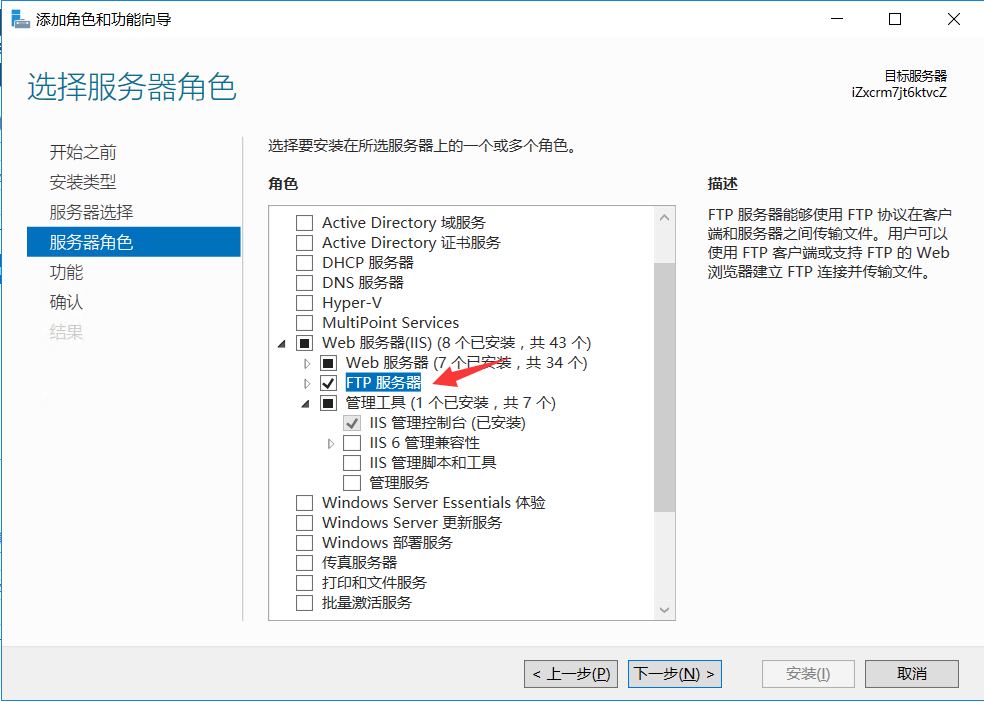 添加角色和功能向导
选择服务器角色
目标服务器
iZxcrm7jt6ktvcZ
开始之前
安装类型
服务器选择
服务器角色
功能
确认
结果
选择要安装在所选服务器上的一个或多个角色。
角色
Active Directory 域服务
Active Directory 证书服务
DHCP 服务器
DNS 服务器
Hyper-V
MultiPoint Services
Web 服务器(IIS) (8 个已安装，共 43 个)
Web 服务器 (7 个已安装，共 34 个)
FTP 服务器
管理工具 (1 个已安装，共 7 个)
IIS 管理控制台 (已安装)
IIS 6 管理兼容性
IIS 管理脚本和工具
管理服务
Windows Server Essentials 体验
Windows Server 更新服务
Windows 部署服务
传真服务器
打印和文件服务
批量激活服务
描述
FTP 服务器能够使用 FTP 协议在客户
端和服务器之间传输文件。用户可以
使用 FTP 客户端或支持 FTP 的 Web
浏览器建立 FTP 连接并传输文件。
< 上一步(P)
下一步(N) >
安装(I)
取消